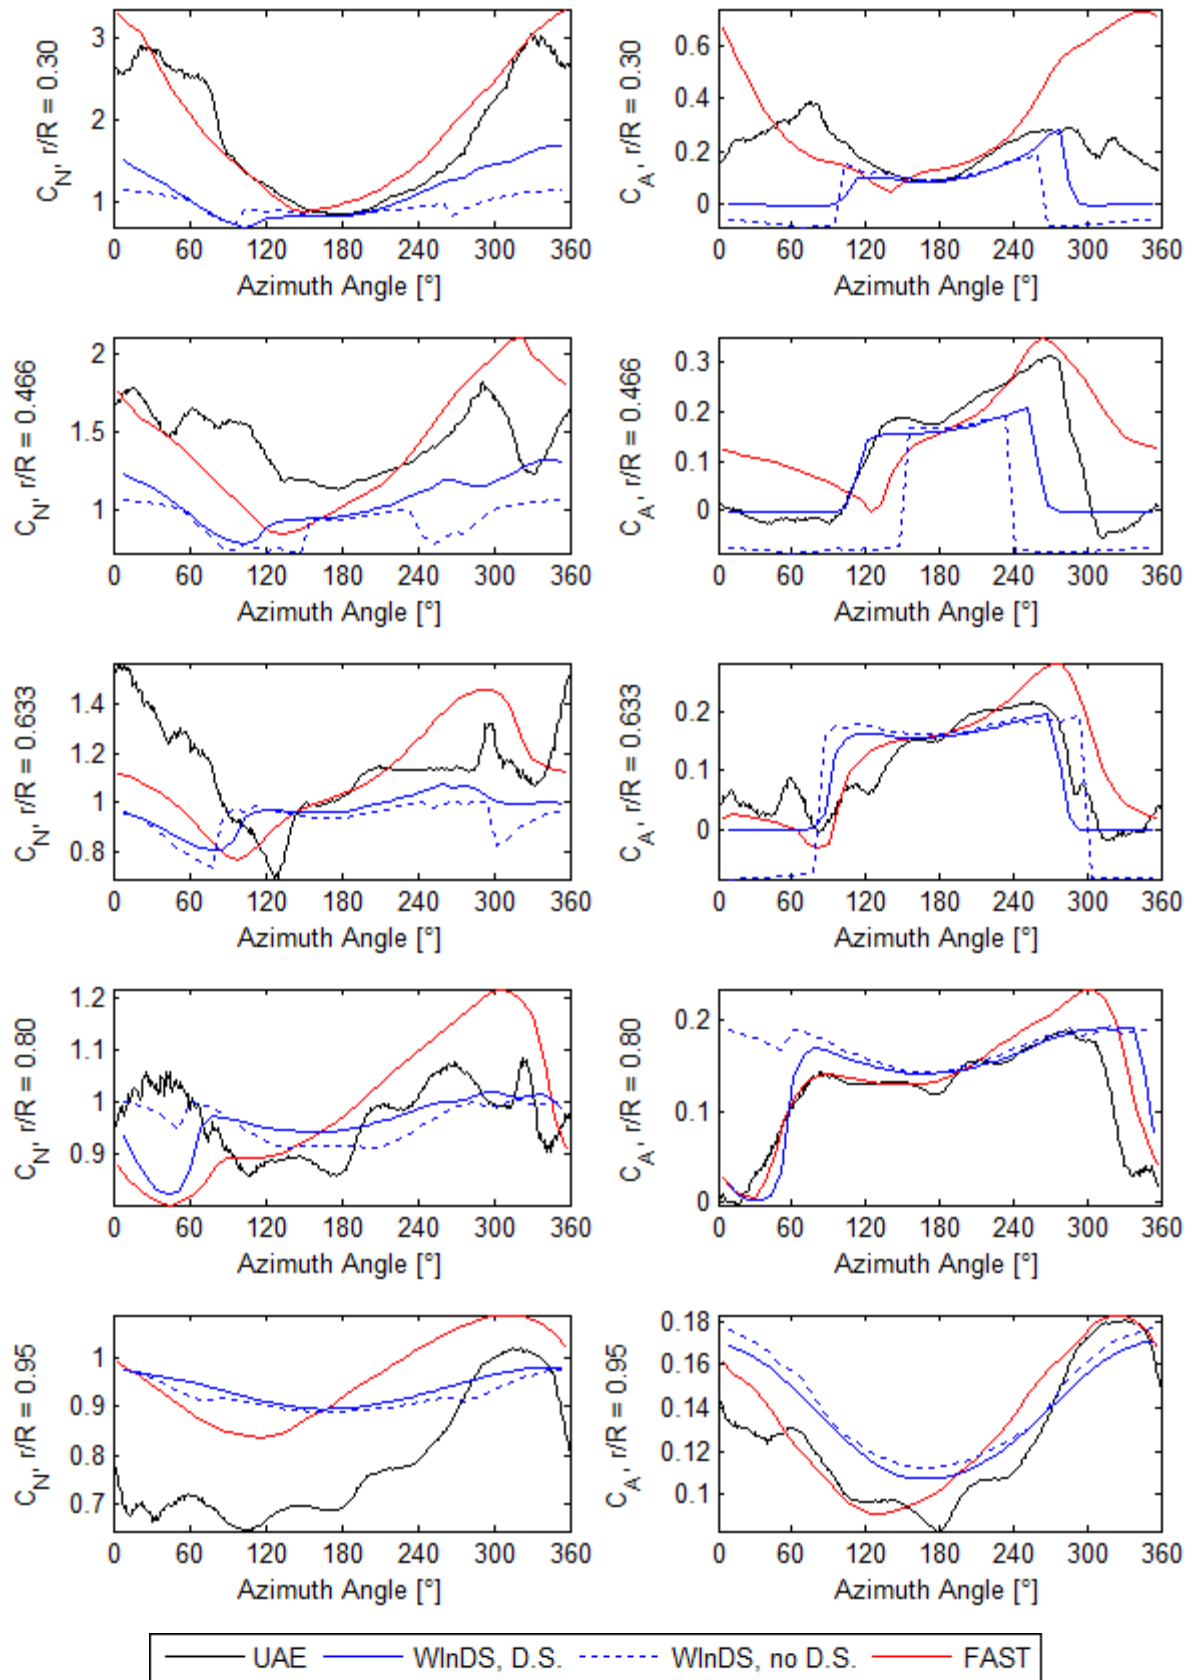 C_N, r/R = 0.30
3
2
1
0 60 120 180 240 300 360
Azimuth Angle [°]
C_A, r/R = 0.30
0.6
0.4
0.2
0
0 60 120 180 240 300 360
Azimuth Angle [°]
C_N, r/R = 0.466
2
1.5
1
0 60 120 180 240 300 360
Azimuth Angle [°]
C_A, r/R = 0.466
0.3
0.2
0.1
0
0 60 120 180 240 300 360
Azimuth Angle [°]
C_N, r/R = 0.633
1.4
1.2
1
0.8
0 60 120 180 240 300 360
Azimuth Angle [°]
C_A, r/R = 0.633
0.2
0.1
0
0 60 120 180 240 300 360
Azimuth Angle [°]
C_N, r/R = 0.80
1.2
1.1
1
0.9
0 60 120 180 240 300 360
Azimuth Angle [°]
C_A, r/R = 0.80
0.2
0.1
0
0 60 120 180 240 300 360
Azimuth Angle [°]
C_N, r/R = 0.95
1
0.9
0.8
0.7
0 60 120 180 240 300 360
Azimuth Angle [°]
C_A, r/R = 0.95
0.18
0.16
0.14
0.12
0.1
0 60 120 180 240 300 360
Azimuth Angle [°]
UAE WInDS, D.S. WInDS, no D.S. FAST